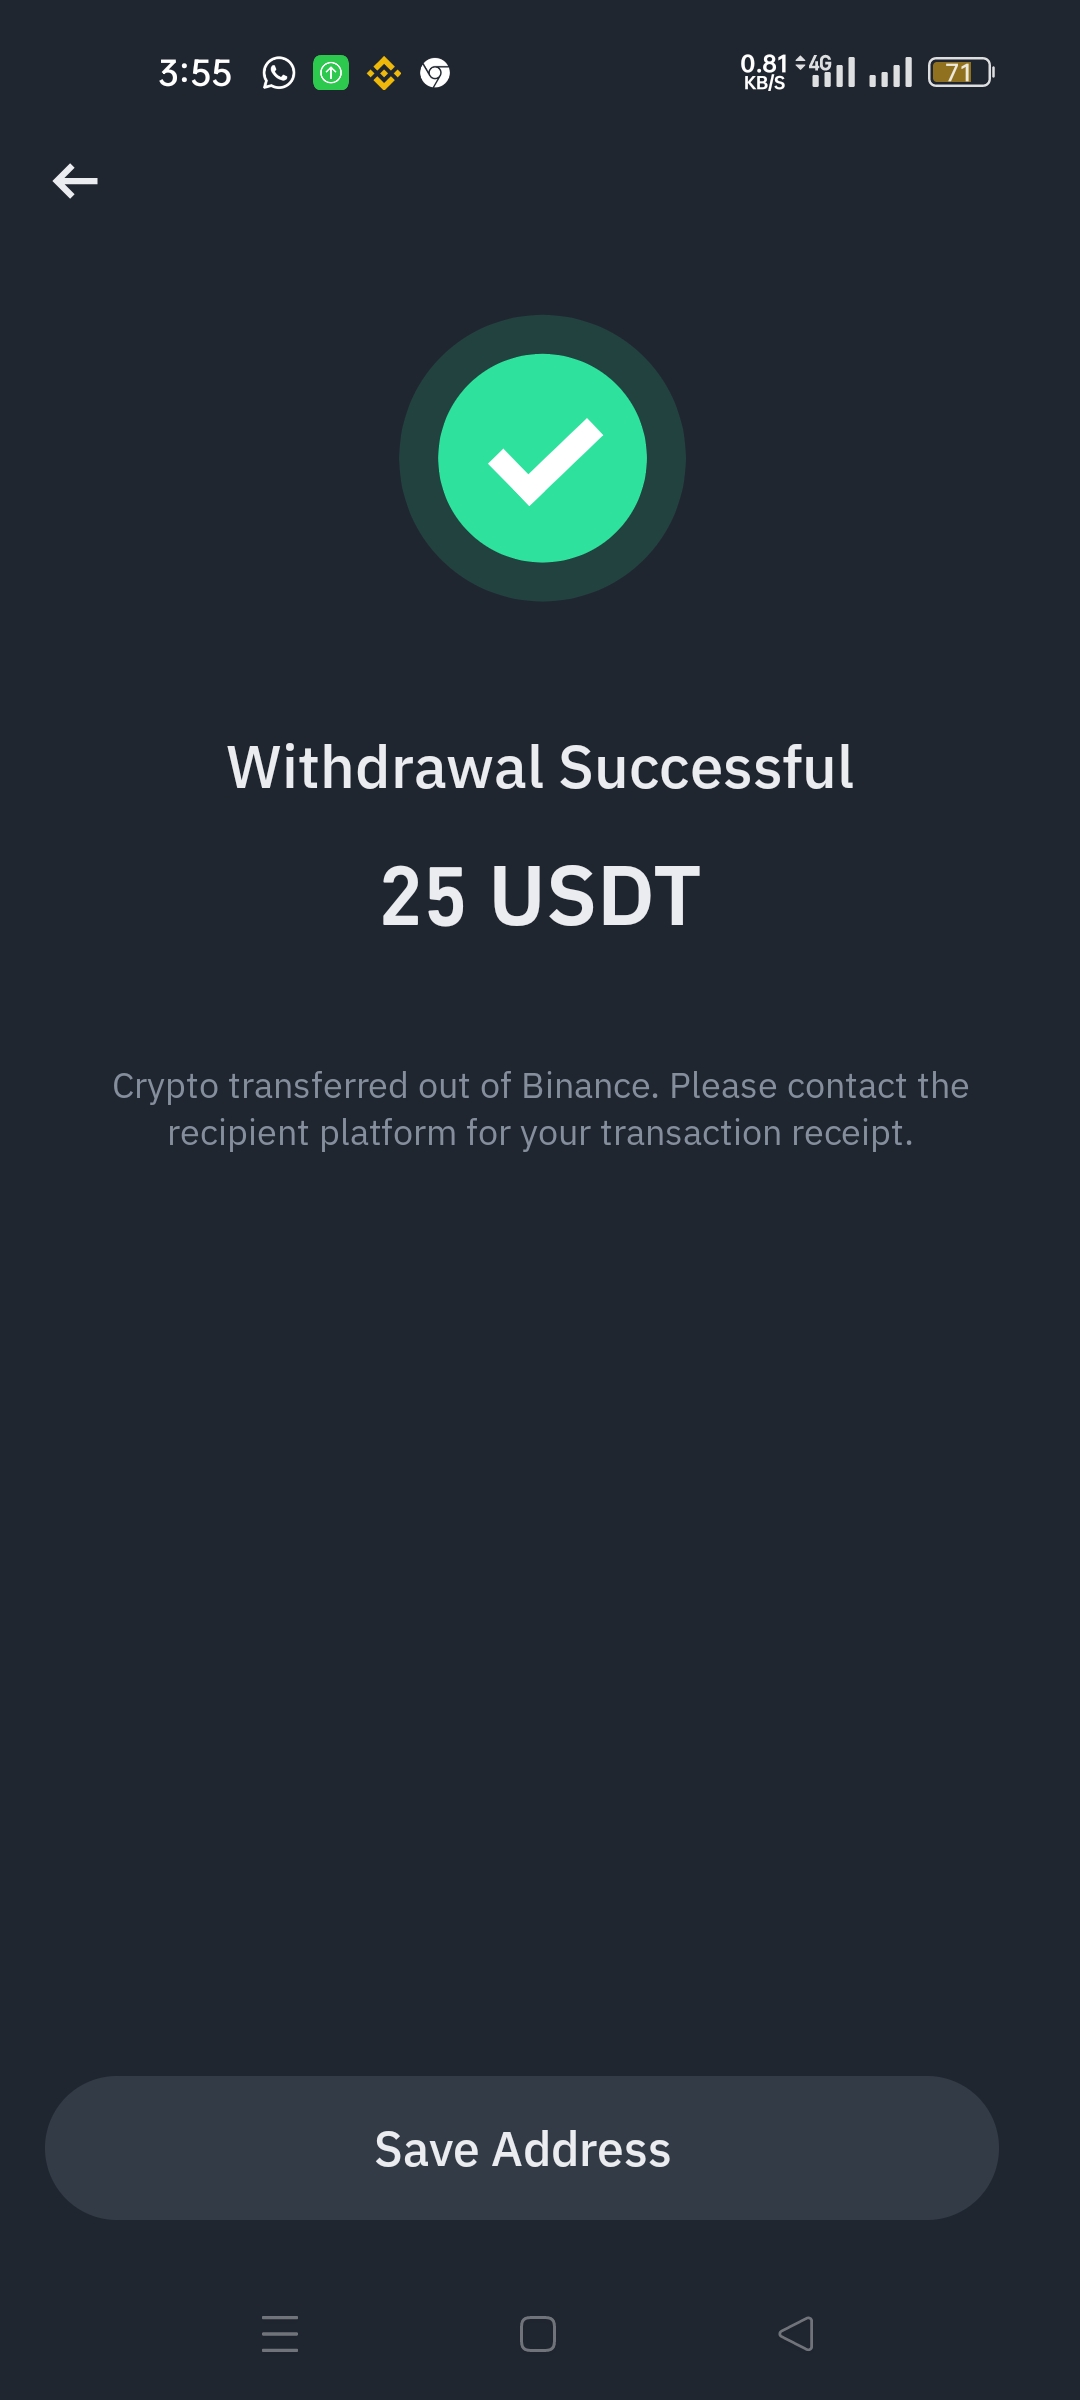 3:55
0.81
KB/S
4G
71
Withdrawal Successful
25 USDT
Crypto transferred out of Binance. Please contact the
recipient platform for your transaction receipt.
Save Address